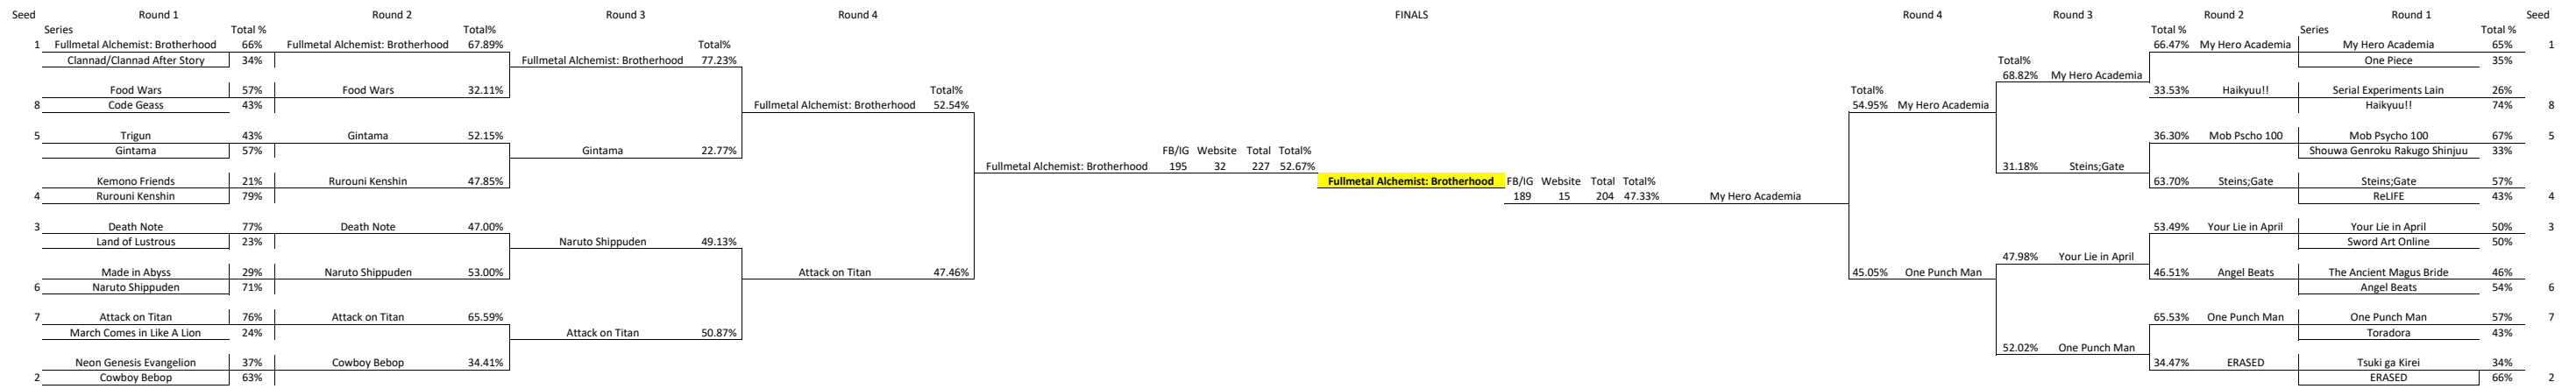 Seed Round 1 Round 2 Round 3 Round 4 FINALS Round 4 Round 3 Round 2 Round 1 Seed
Series Total % Total% Total % Series Total %
1 Fullmetal Alchemist: Brotherhood 66% Fullmetal Alchemist: Brotherhood 67.89% Total% 66.47% My Hero Academia My Hero Academia 65% 1
Clannad/Clannad After Story 34% Fullmetal Alchemist: Brotherhood 77.23% Total% One Piece 35%
68.82% My Hero Academia
Food Wars 57% Food Wars 32.11% Total% Total% 33.53% Haikyuu!! Serial Experiments Lain 26%
8 Code Geass 43% Fullmetal Alchemist: Brotherhood 52.54% 54.95% My Hero Academia Haikyuu!! 74% 8
5 Trigun 43% Gintama 52.15% 36.30% Mob Pscho 100 Mob Psycho 100 67% 5
Gintama 57% Gintama 22.77% FB/IG Website Total Total% Shouwa Genroku Rakugo Shinjuu 33%
Fullmetal Alchemist: Brotherhood 195 32 227 52.67% 31.18% Steins;Gate
Kemono Friends 21% Rurouni Kenshin 47.85% Fullmetal Alchemist: Brotherhood FB/IG Website Total Total% 63.70% Steins;Gate Steins;Gate 57%
4 Rurouni Kenshin 79% 189 15 204 47.33% My Hero Academia ReLIFE 43% 4
3 Death Note 77% Death Note 47.00% 53.49% Your Lie in April Your Lie in April 50% 3
Land of Lustrous 23% Naruto Shippuden 49.13% Sword Art Online 50%
47.98% Your Lie in April
Made in Abyss 29% Naruto Shippuden 53.00% Attack on Titan 47.46% 45.05% One Punch Man 46.51% Angel Beats The Ancient Magus Bride 46%
6 Naruto Shippuden 71% Angel Beats 54% 6
7 Attack on Titan 76% Attack on Titan 65.59% 65.53% One Punch Man One Punch Man 57% 7
March Comes in Like A Lion 24% Attack on Titan 50.87% Toradora 43%
52.02% One Punch Man
Neon Genesis Evangelion 37% Cowboy Bebop 34.41% 34.47% ERASED Tsuki ga Kirei 34%
2 Cowboy Bebop 63% ERASED 66% 2